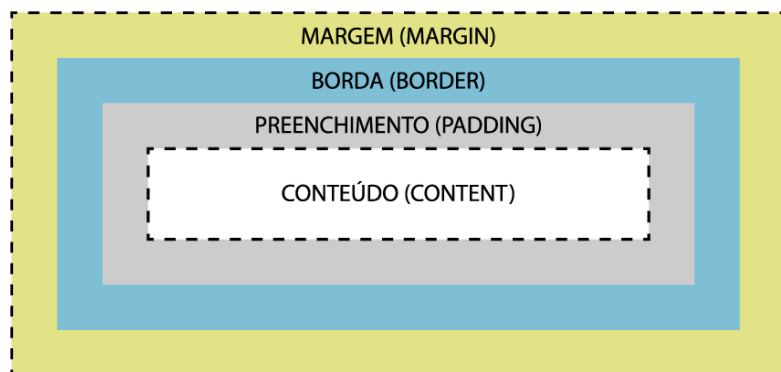 MARGEM (MARGIN)
BORDA (BORDER)
PREENCHIMENTO (PADDING)
CONTEÚDO (CONTENT)